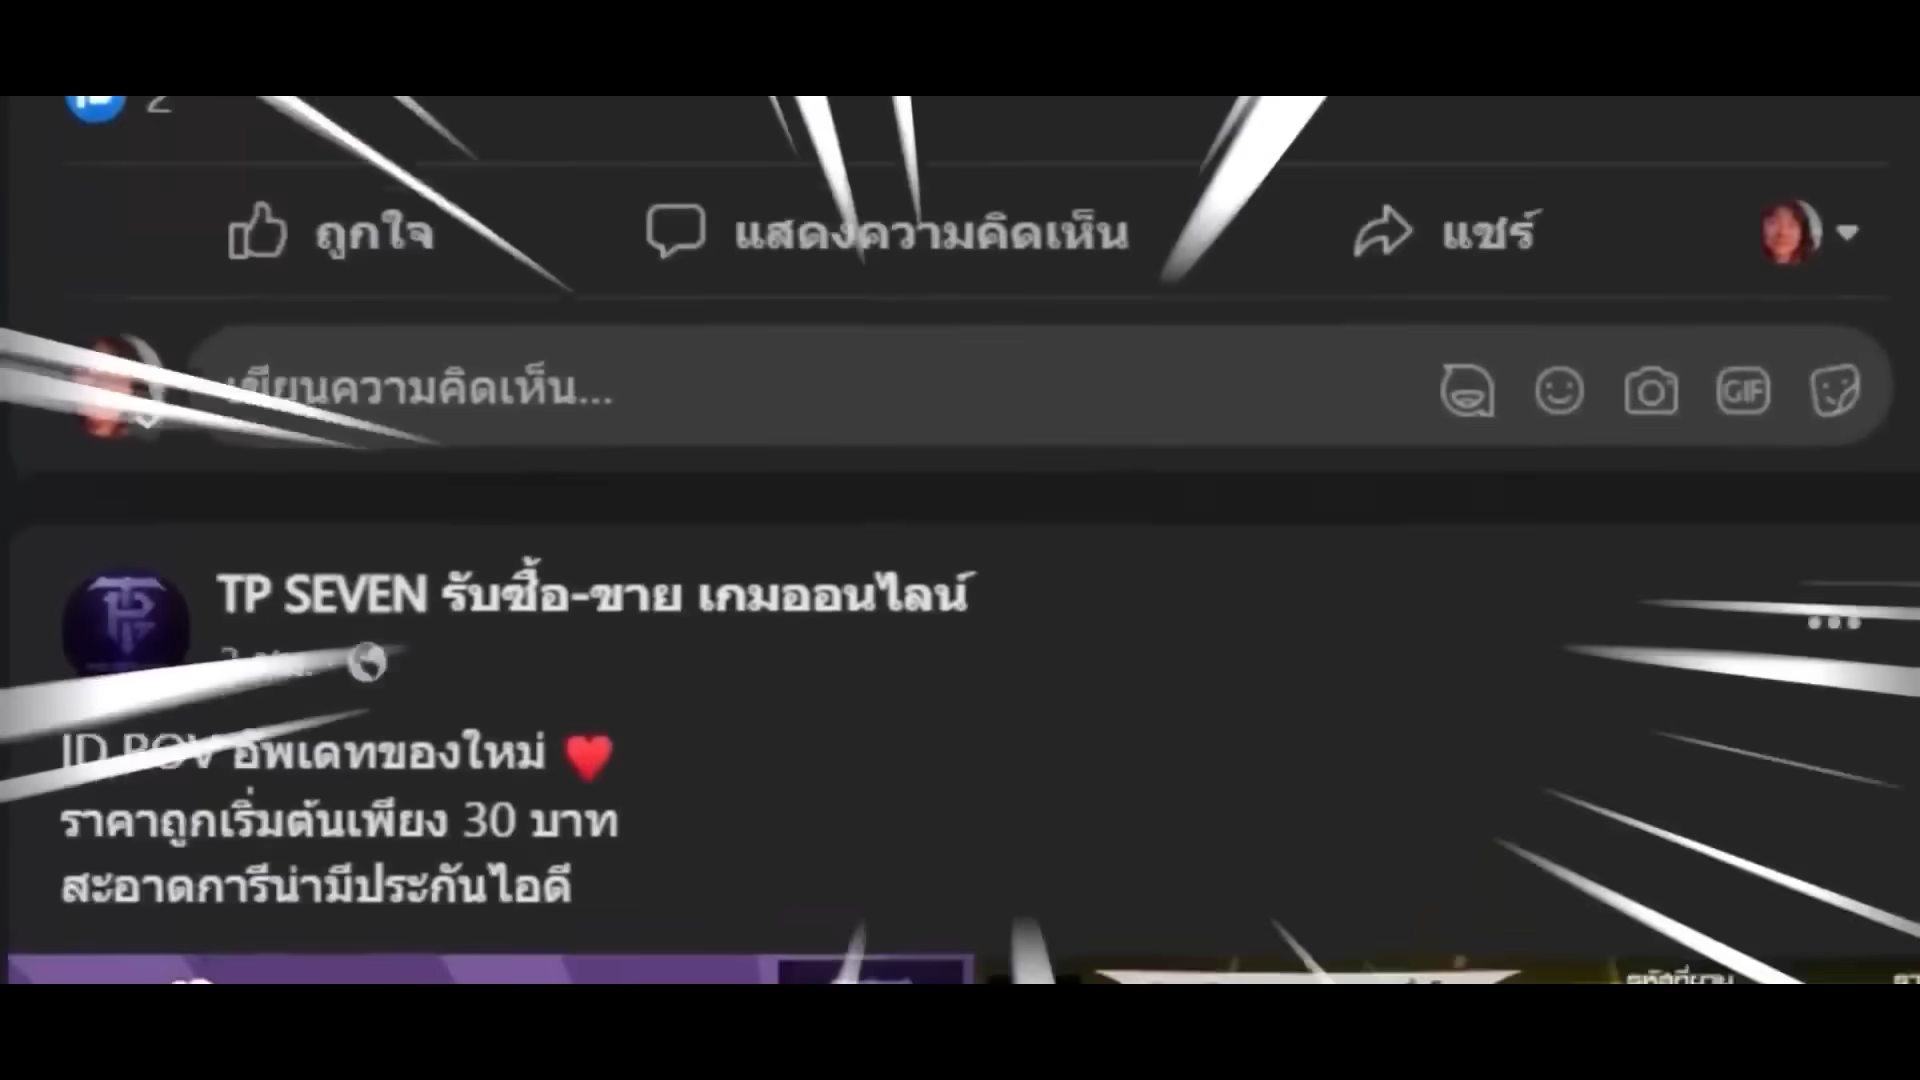 2
ถูกใจ แสดงความคิดเห็น แชร์
เขียนความคิดเห็น... GIF
TP SEVEN รับซื้อ-ขาย เกมออนไลน์
ID ROV อัพเดทของใหม่ ♥
ราคาถูกเริ่มต้นเพียง 30 บาท
สะอาดการีน่ามีประกันไอดี